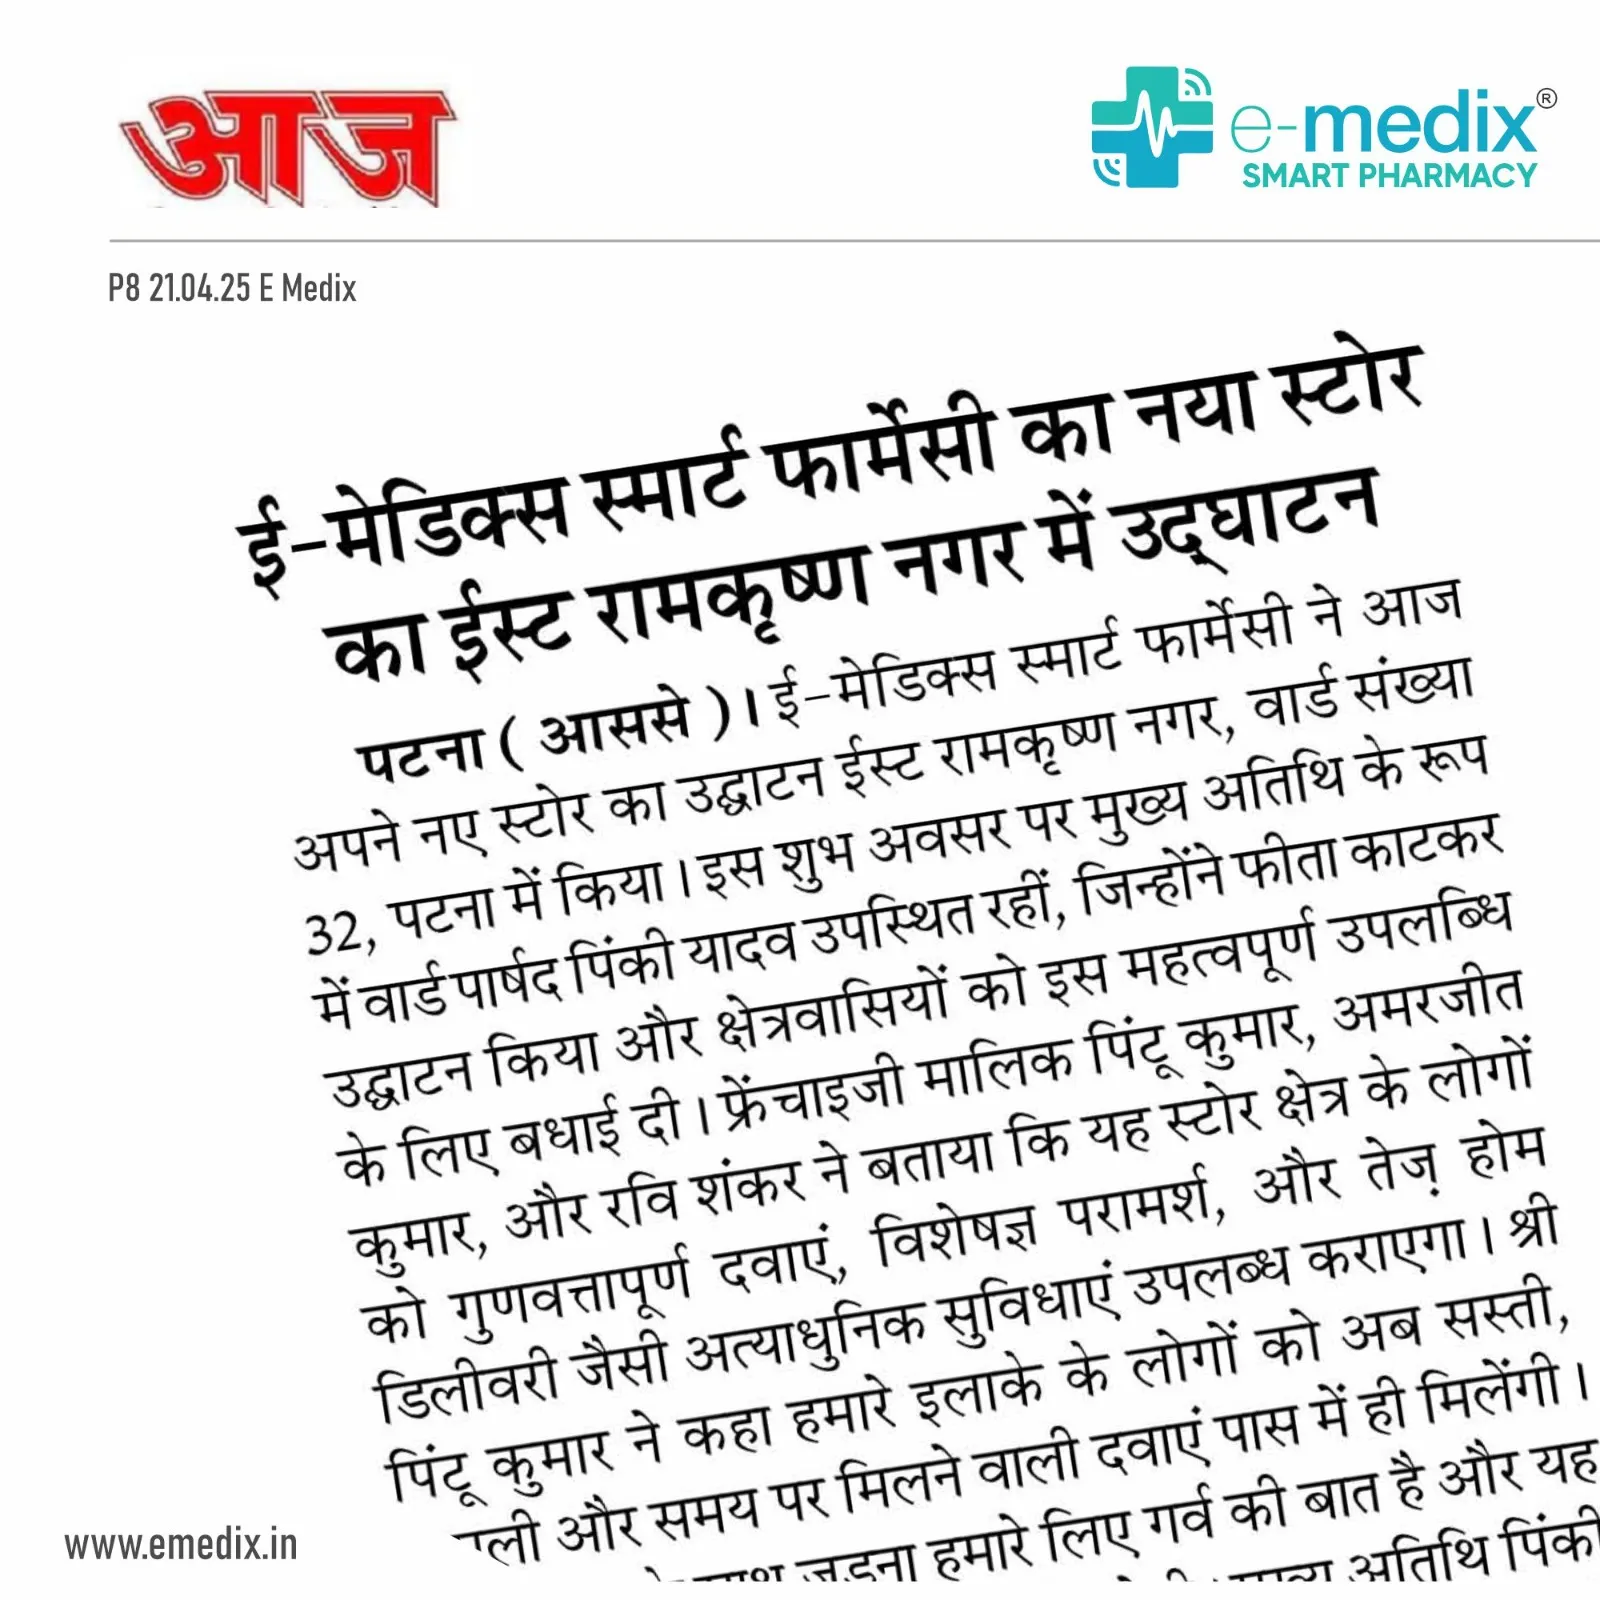 आज
e-medix®
SMART PHARMACY
P8 21.04.25 E Medix
ई-मेडिक्स स्मार्ट फार्मेसी का नया स्टोर
का ईस्ट रामकृष्ण नगर में उद्‌घाटन
पटना ( आससे )। ई-मेडिक्स स्मार्ट फार्मेसी ने आज
अपने नए स्टोर का उद्घाटन ईस्ट रामकृष्ण नगर, वार्ड संख्या
32, पटना में किया। इस शुभ अवसर पर मुख्य अतिथि के रूप
में वार्ड पार्षद पिंकी यादव उपस्थित रहीं, जिन्होंने फीता काटकर
उद्घाटन किया और क्षेत्रवासियों को इस महत्वपूर्ण उपलब्धि
के लिए बधाई दी। फ्रेंचाइजी मालिक पिंटू कुमार, अमरजीत
कुमार, और रवि शंकर ने बताया कि यह स्टोर क्षेत्र के लोगों
को गुणवत्तापूर्ण दवाएं, विशेषज्ञ परामर्श, और तेज़ होम
डिलीवरी जैसी अत्याधुनिक सुविधाएं उपलब्ध कराएगा। श्री
पिंटू कुमार ने कहा हमारे इलाके के लोगों को अब सस्ती,
और समय पर मिलने वाली दवाएं पास में ही मिलेंगी।
जुड़ना हमारे लिए गर्व की बात है और यह
अतिथि पिंकी
www.emedix.in